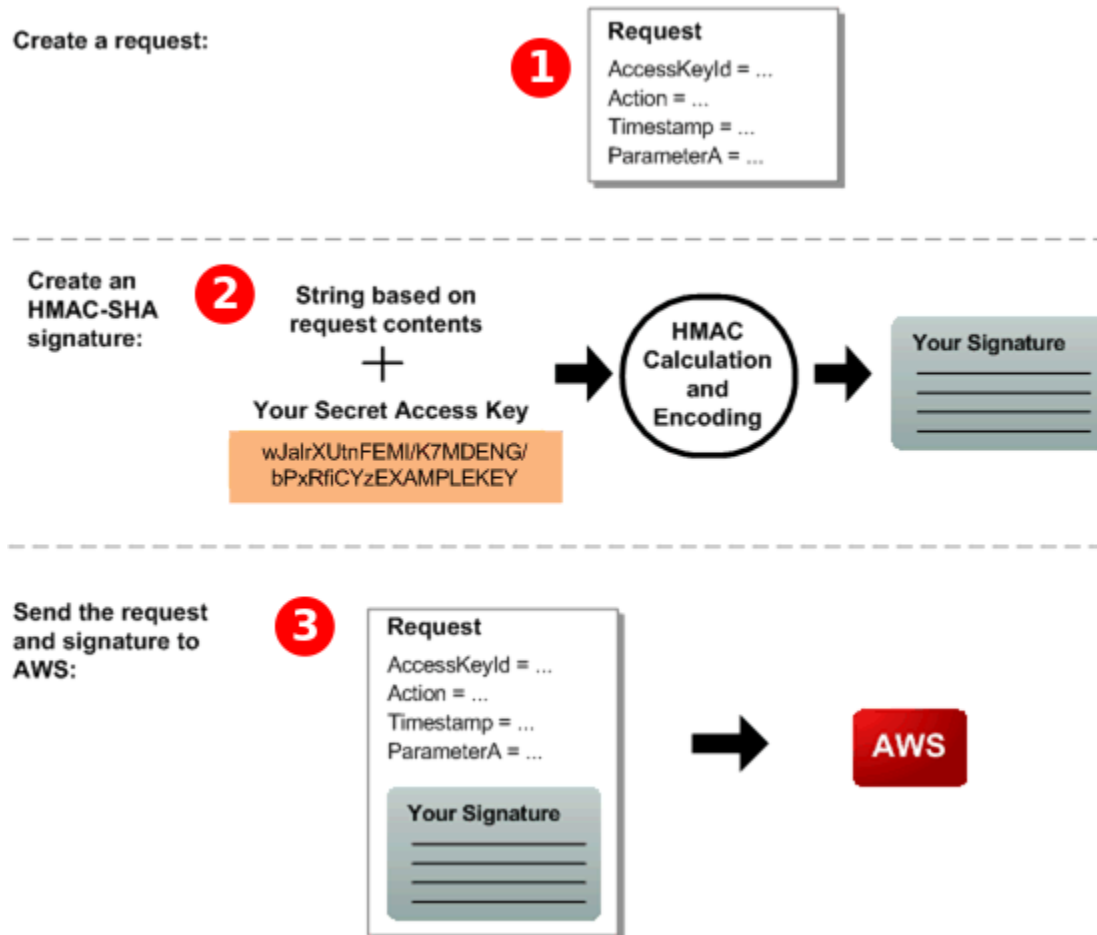 Create a request:
1
Request
AccessKeyId = ...
Action = ...
Timestamp = ...
ParameterA = ...
Create an
HMAC-SHA
signature:
2
String based on
request contents
+
Your Secret Access Key
wJalrXUtnFEMI/K7MDENG/
bPxRfiCYzEXAMPLEKEY
HMAC
Calculation
and
Encoding
Your Signature
Send the request
and signature to
AWS:
3
Request
AccessKeyId = ...
Action = ...
Timestamp = ...
ParameterA = ...
Your Signature
AWS